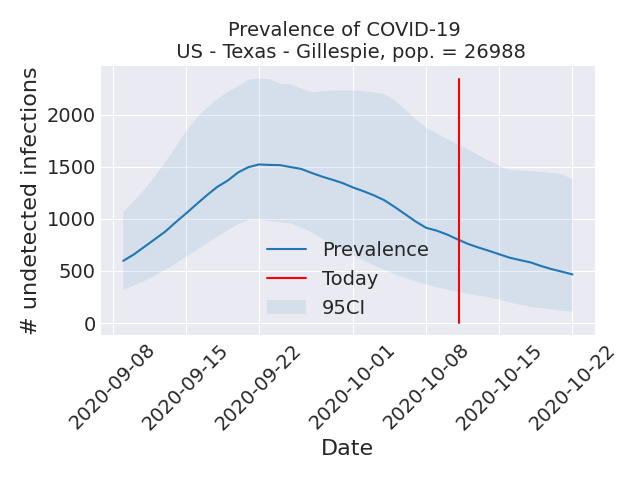 Prevalence of COVID-19
US - Texas - Gillespie, pop. = 26988
# undetected infections
2000
1500
1000
500
0
Prevalence
Today
95CI
2020-09-08
2020-09-15
2020-09-22
2020-10-01
2020-10-08
2020-10-15
2020-10-22
Date